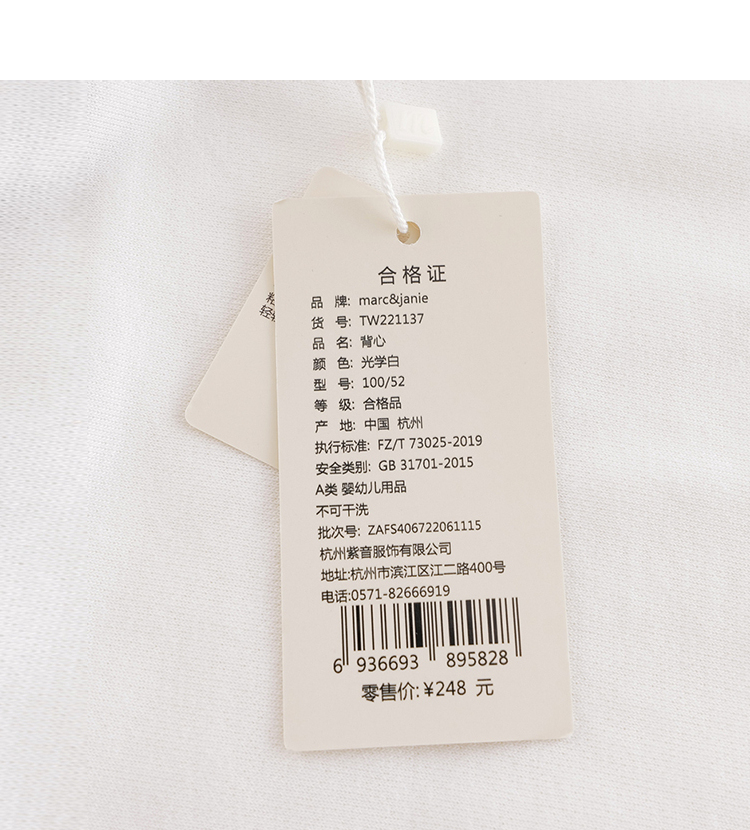 合格证
品 牌: marc&janie
货 号: TW221137
品 名: 背心
颜 色: 光学白
型 号: 100/52
等 级: 合格品
产 地: 中国 杭州
执行标准: FZ/T 73025-2019
安全类别: GB 31701-2015
A类 婴幼儿用品
不可干洗
批次号: ZAFS406722061115
杭州紫音服饰有限公司
地址:杭州市滨江区江二路400号
电话:0571-82666919
6 936693 895828
零售价:¥248 元